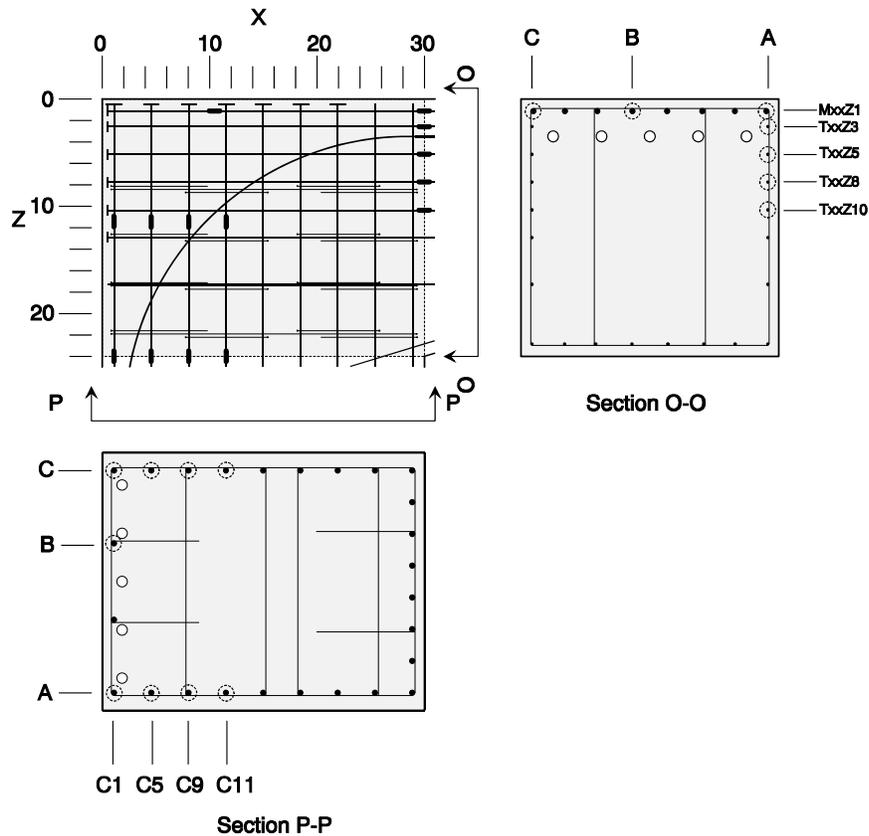 X
0 10 20 30
O
C B A
0
MxxZ1
TxxZ3
TxxZ5
TxxZ8
10
TxxZ10
Z
20
O
P P
Section O-O
C
B
A
C1 C5 C9 C11
Section P-P